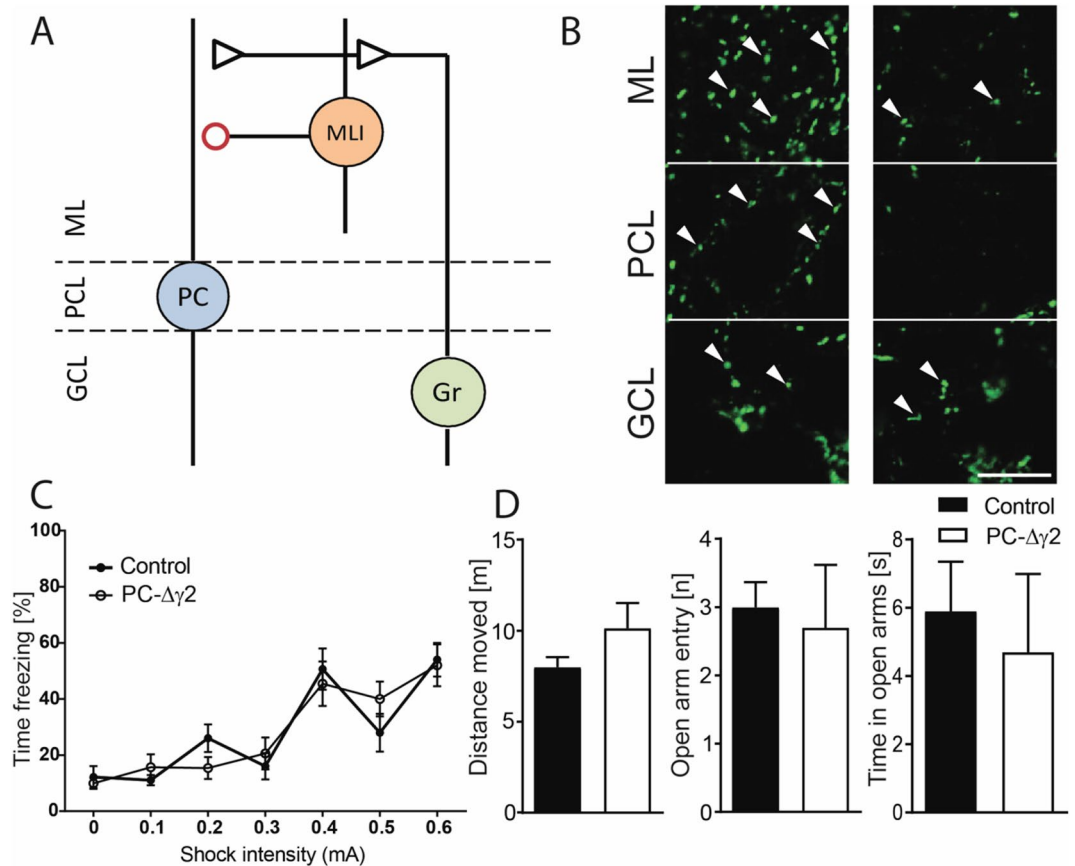 A
MLI
ML
PCL
PC
GCL
Gr
B
ML
PCL
GCL
C
100
80
60
40
20
0
Time freezing [%]
Control
PC-Δγ2
0 0.1 0.2 0.3 0.4 0.5 0.6
Shock intensity (mA)
D
Control
PC-Δγ2
15
10
5
0
Distance moved [m]
4
3
2
1
0
Open arm entry [n]
8
6
4
2
0
Time in open arms [s]